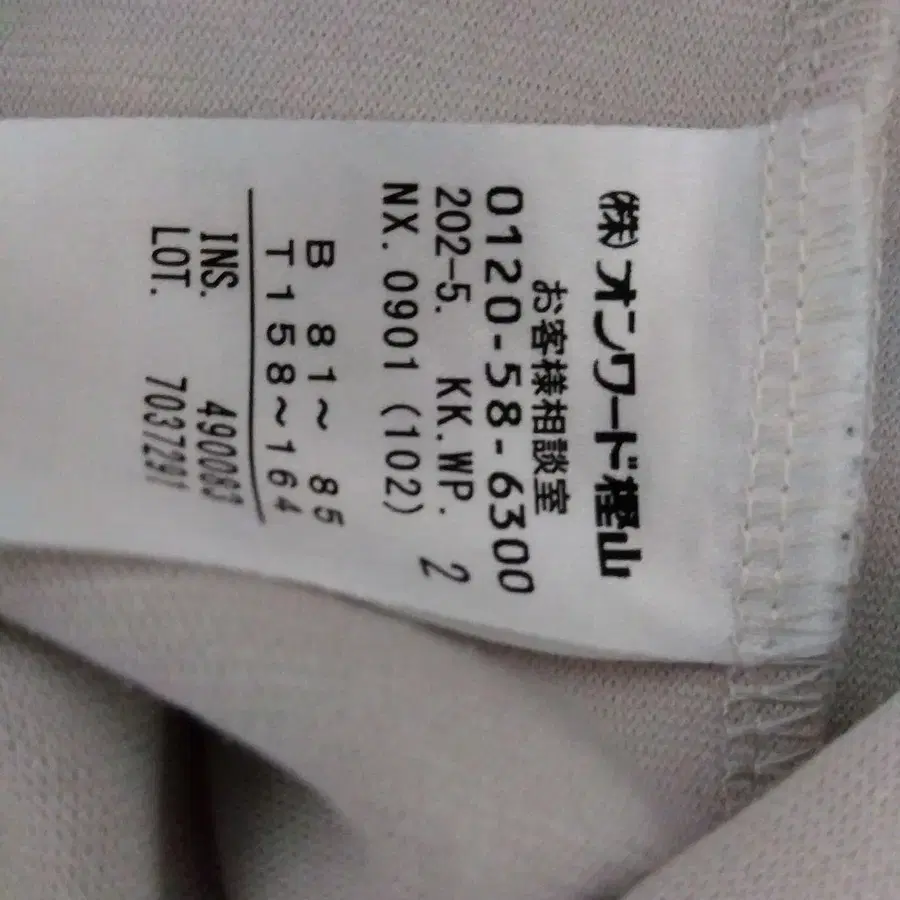 ㈱オンワード樫山
お客様相談室
0120-58-6300
202-5. KK.WP. 2
NX. 0901 (102)
B 81～ 85
T 158～164
INS. 490083
LOT. 7037291